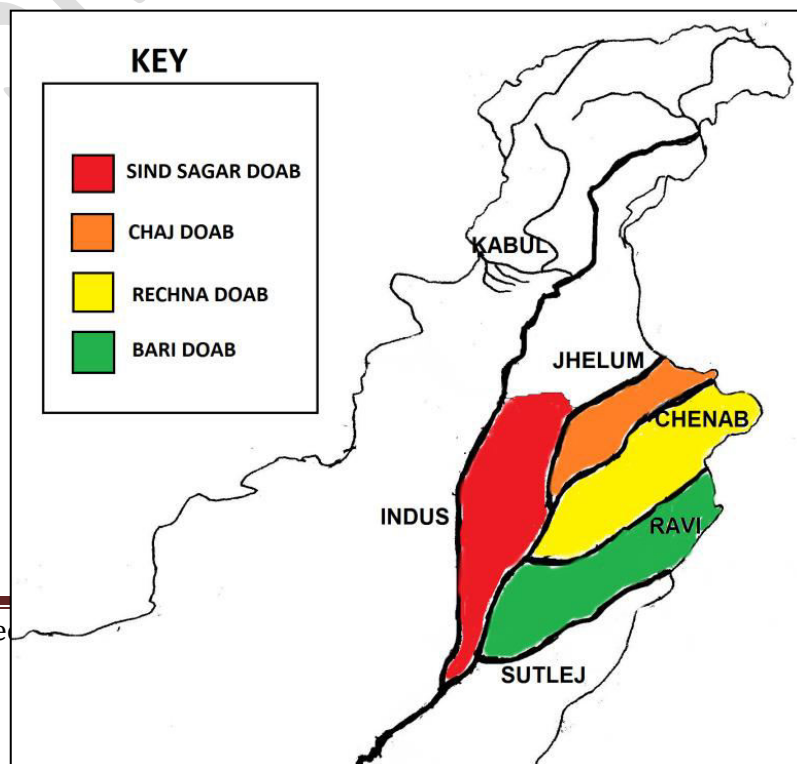 KEY
SIND SAGAR DOAB
CHAJ DOAB
RECHNA DOAB
BARI DOAB
KABUL
JHELUM
CHENAB
INDUS
RAVI
SUTLEJ